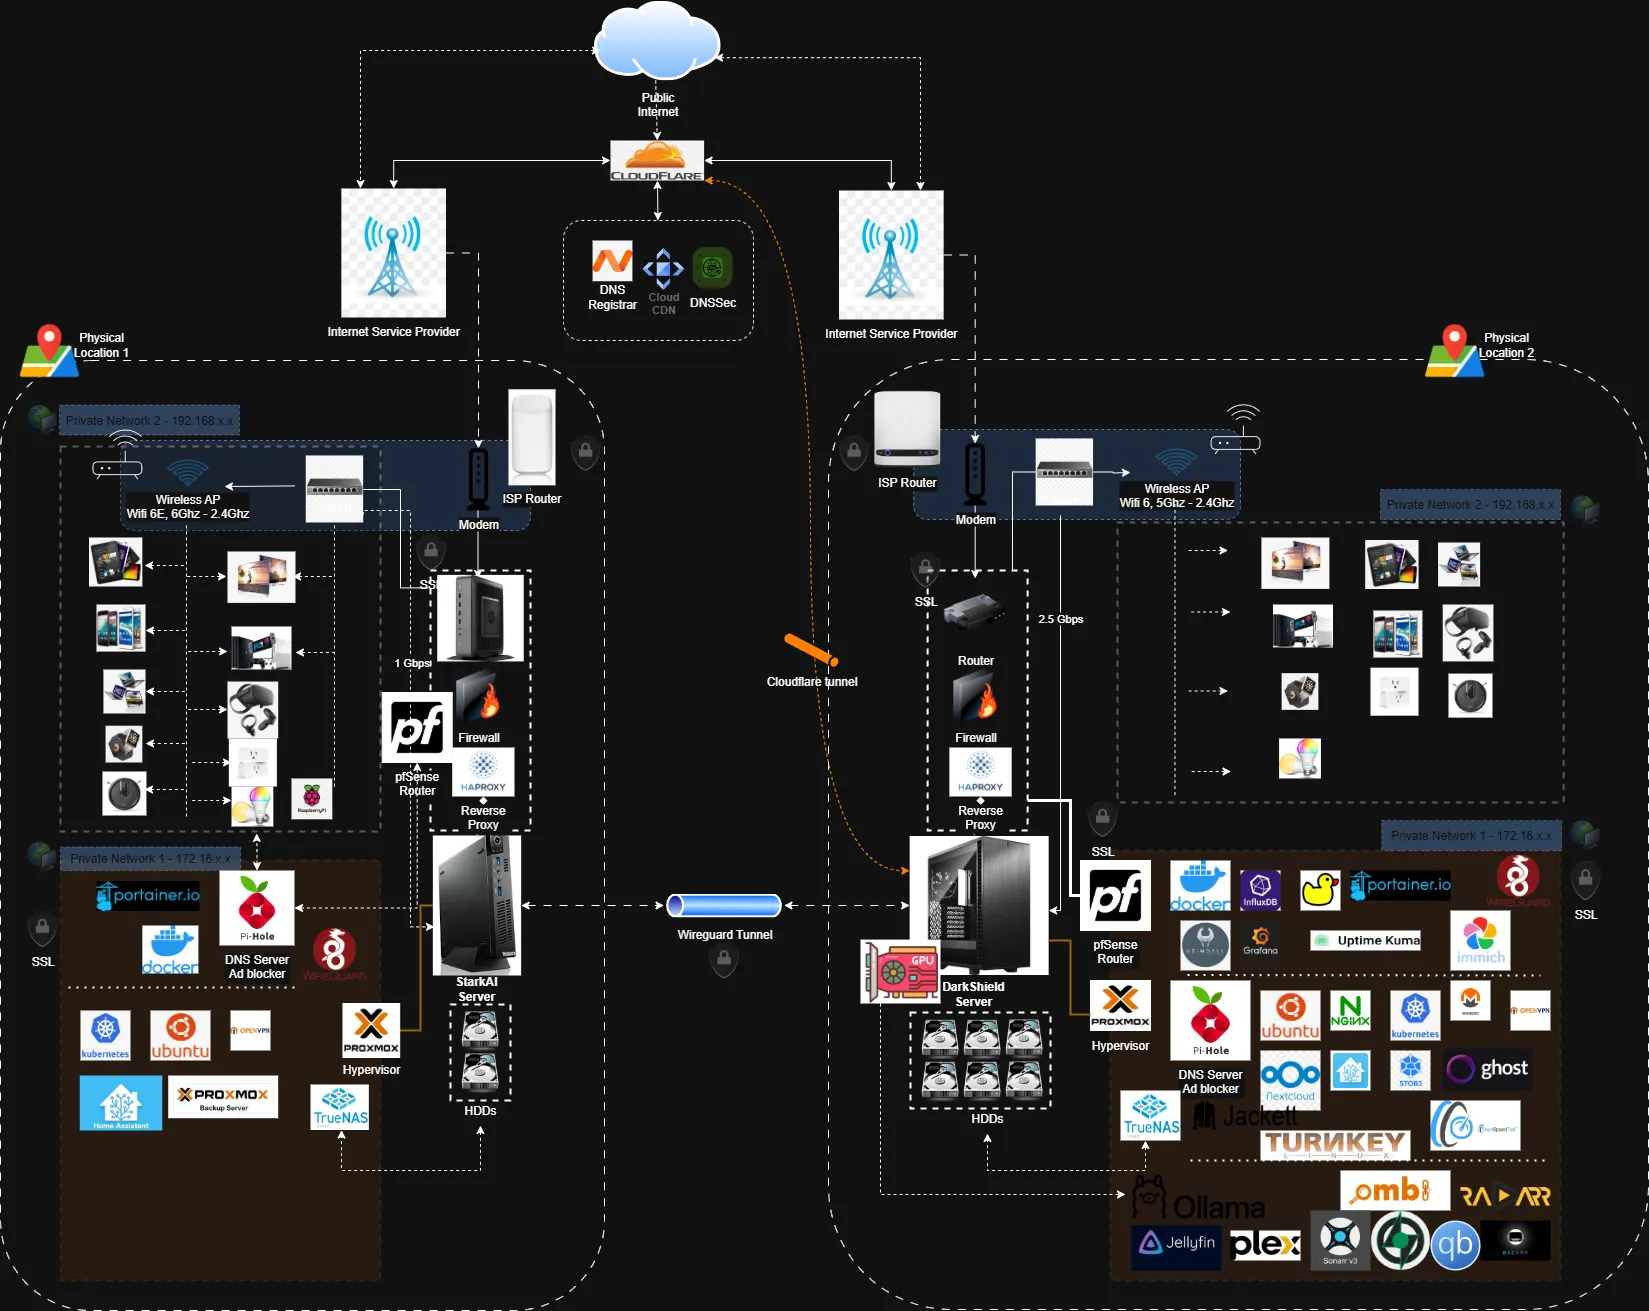 Public
Internet
CLOUDFLARE
DNS
Registrar
Cloud
CDN
DNSSec
Internet Service Provider
Internet Service Provider
Physical
Location 1
Physical
Location 2
Private Network 2 - 192.168.x.x
Wireless AP
Wifi 6E, 6Ghz - 2.4Ghz
Modem
ISP Router
SSL
1 Gbps
pf
pfSense
Router
Firewall
HAPROXY
Reverse
Proxy
RaspberryPi
Private Network 1 - 172.16.x.x
portainer.io
docker
Pi-Hole
DNS Server
Ad blocker
WIREGUARD
SSL
kubernetes
ubuntu
OPENVPN
Home Assistant
PROXMOX
Backup Server
PROXMOX
Hypervisor
TrueNAS
StarkAI
Server
HDDs
Wireguard Tunnel
Cloudflare tunnel
ISP Router
Modem
Wireless AP
Wifi 6, 5Ghz - 2.4Ghz
Private Network 2 - 192.168.x.x
SSL
Router
2.5 Gbps
Firewall
HAPROXY
Reverse
Proxy
GPU
DarkShield
Server
HDDs
Private Network 1 - 172.16.x.x
SSL
SSL
pf
pfSense
Router
PROXMOX
Hypervisor
TrueNAS
docker
InfluxDB
portainer.io
WIREGUARD
HEIMDALL
Grafana
Uptime Kuma
immich
Pi-Hole
DNS Server
Ad blocker
ubuntu
NGINX
kubernetes
MONERO
OPENVPN
Nextcloud
STORJ
ghost
Jackett
TURNKEY
LINUX
OpenSpeedTest
Ollama
ombi
RADARR
Jellyfin
plex
Sonarr v3
qb
BAZARR